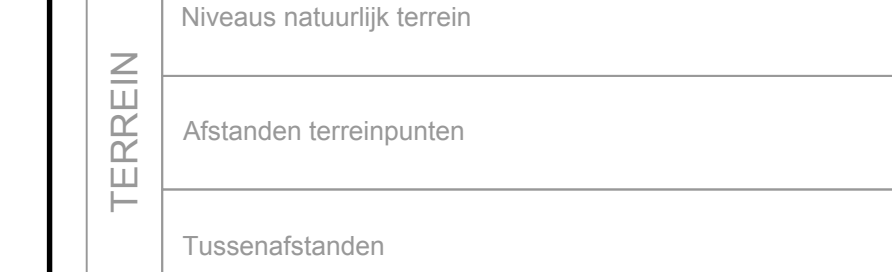 TERREIN
Niveaus natuurlijk terrein
Afstanden terreinpunten
Tussenafstanden